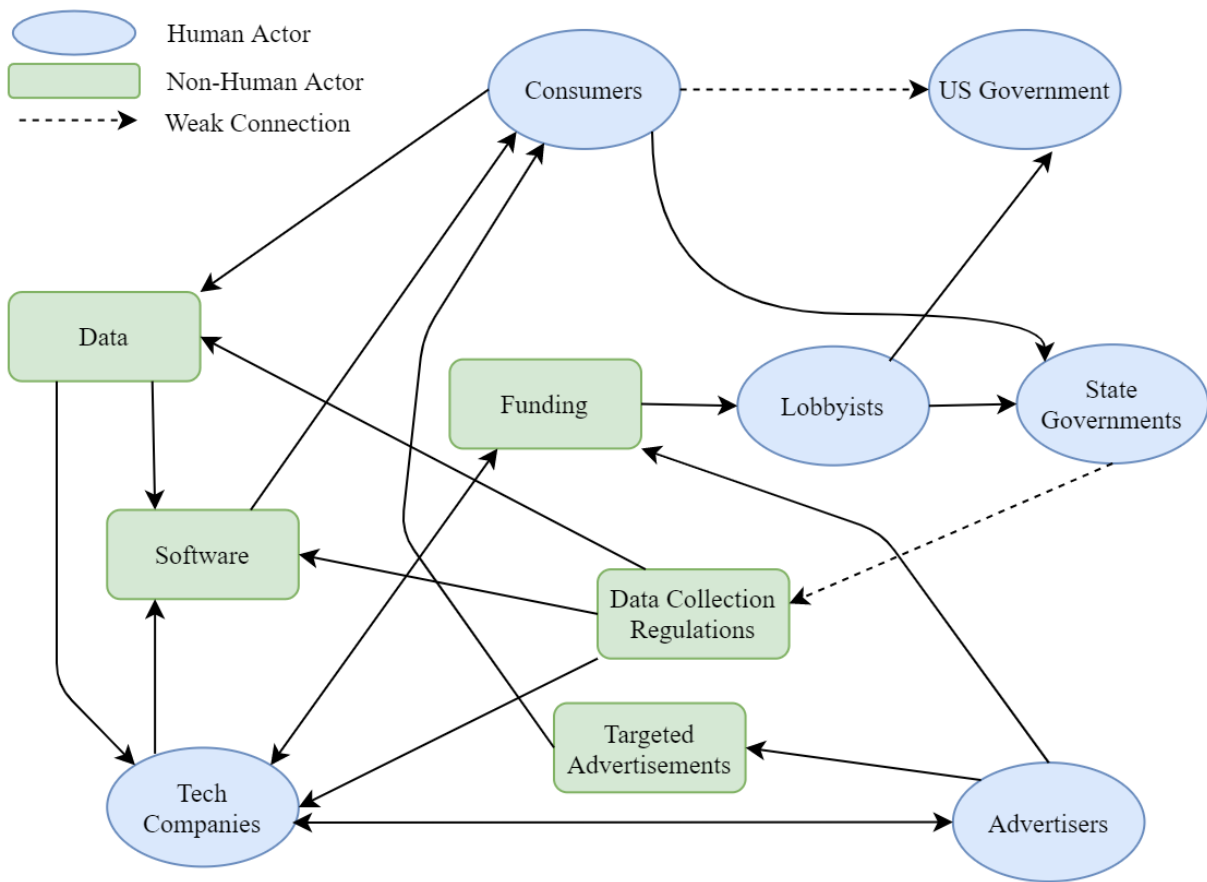 Human Actor
Non-Human Actor
Weak Connection
Consumers
US Government
Data
Funding
Lobbyists
State
Governments
Software
Data Collection
Regulations
Targeted
Advertisements
Tech
Companies
Advertisers